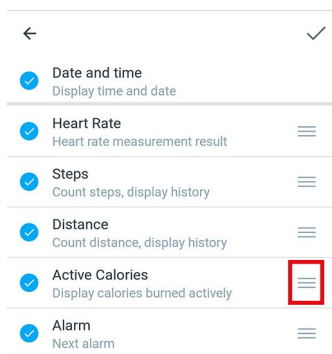 Date and time
Display time and date
Heart Rate
Heart rate measurement result
Steps
Count steps, display history
Distance
Count distance, display history
Active Calories
Display calories burned actively
Alarm
Next alarm